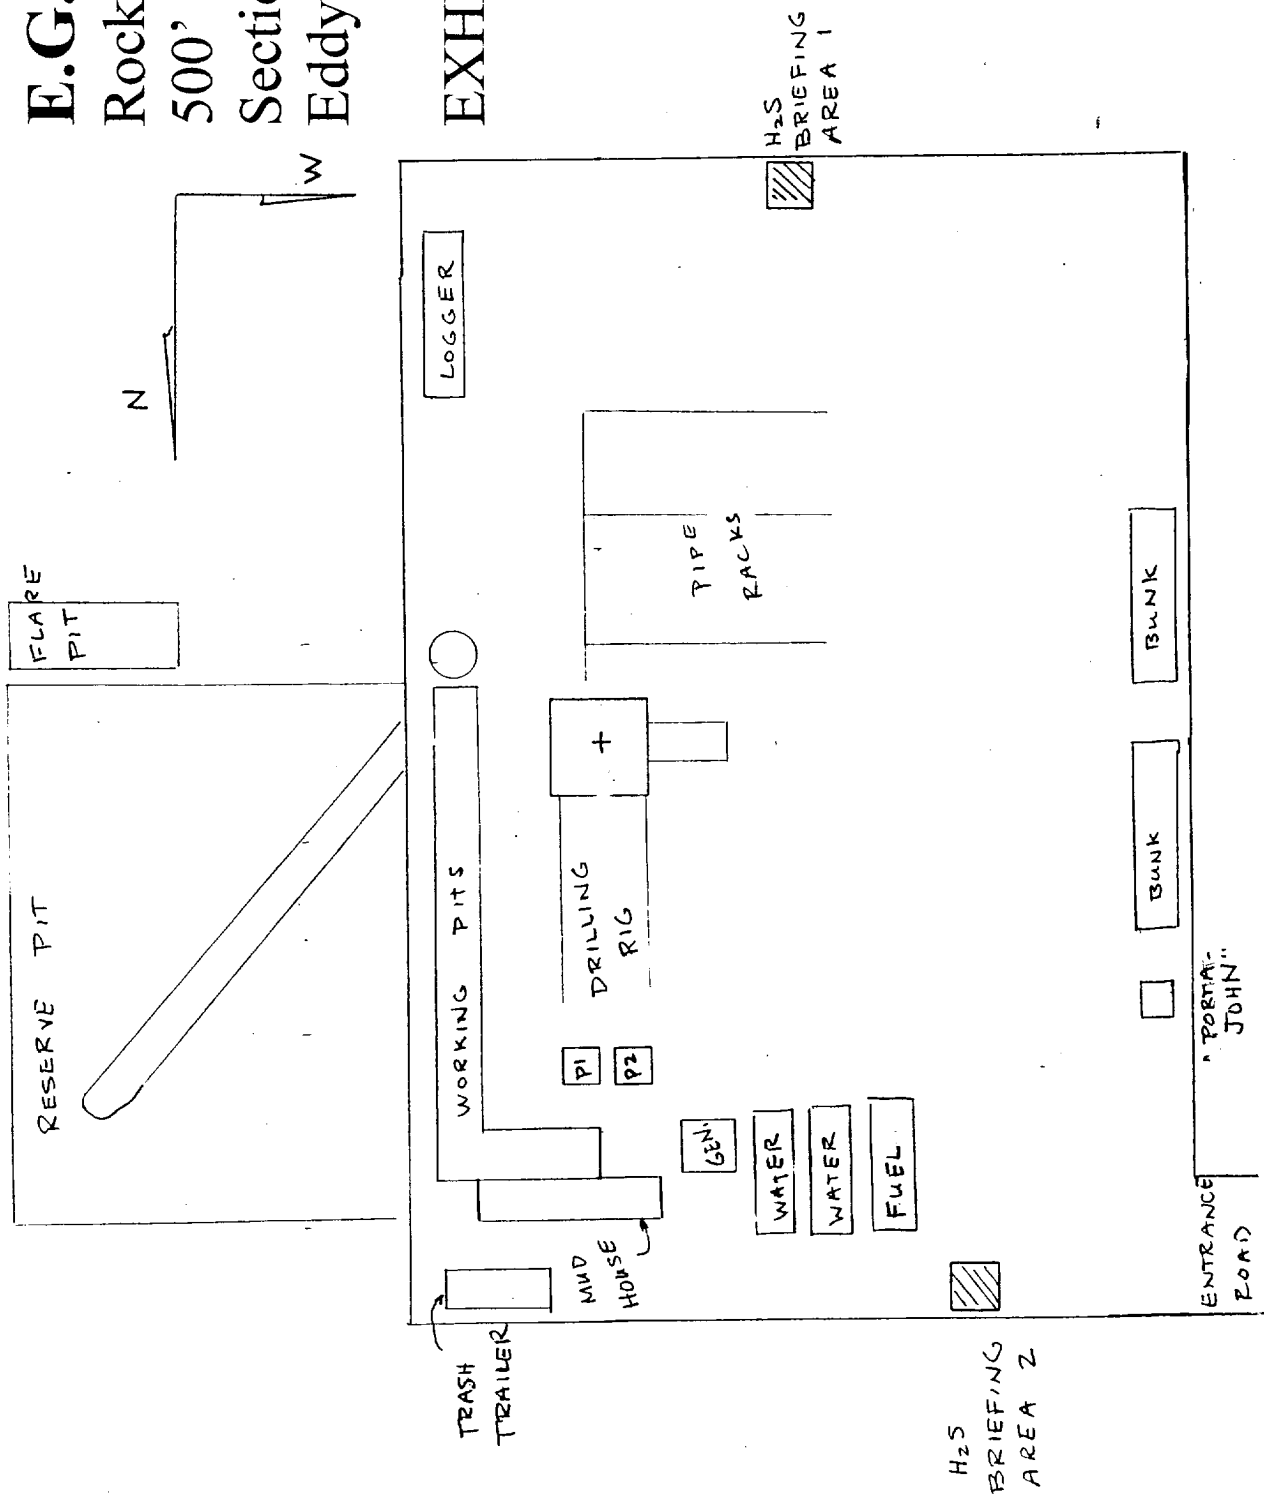 E.G
Rock
500'
Sectio
Eddy
EXHI
N
W
FLARE
PIT
RESERVE PIT
LOGGER
WORKING PITS
DRILLING
RIG
PIPE
RACKS
P1
P2
GEN.
WATER
WATER
FUEL
MUD
HOUSE
TRASH
TRAILER
BUNK
BUNK
"PORTA-
JOHN"
ENTRANCE
ROAD
H2S
BRIEFING
AREA 1
H2S
BRIEFING
AREA 2